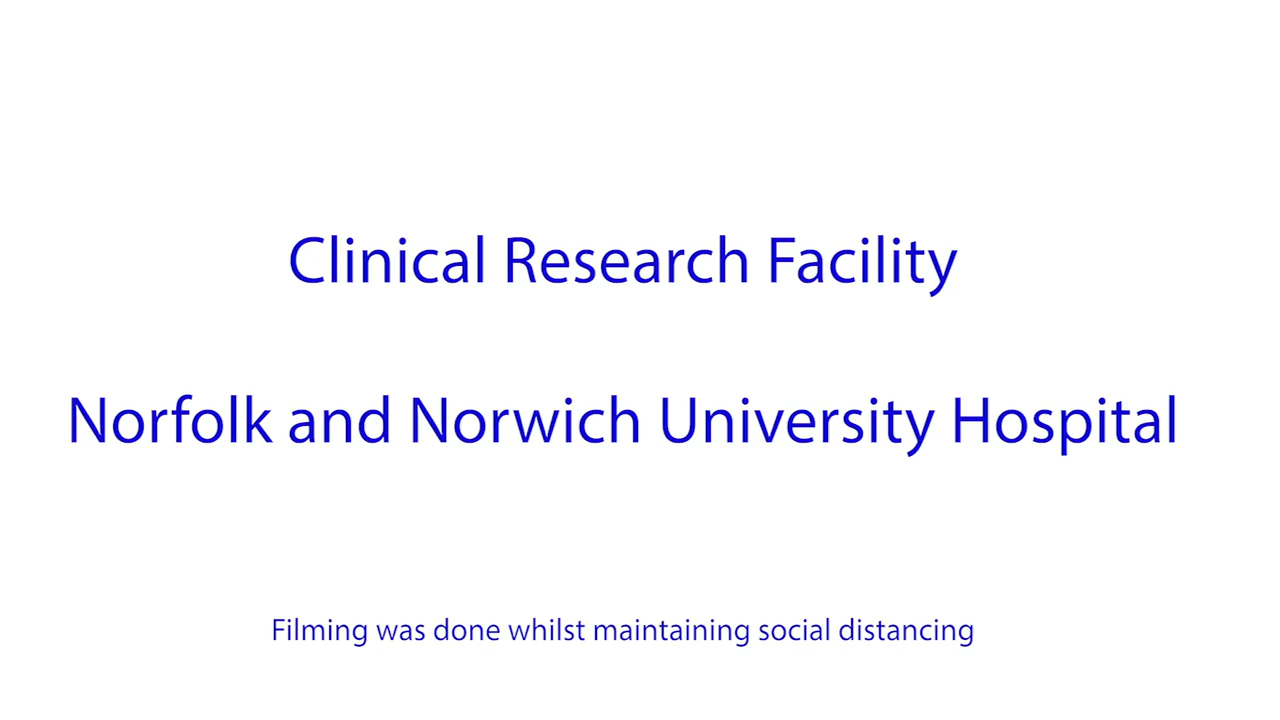 Clinical Research Facility
Norfolk and Norwich University Hospital
Filming was done whilst maintaining social distancing